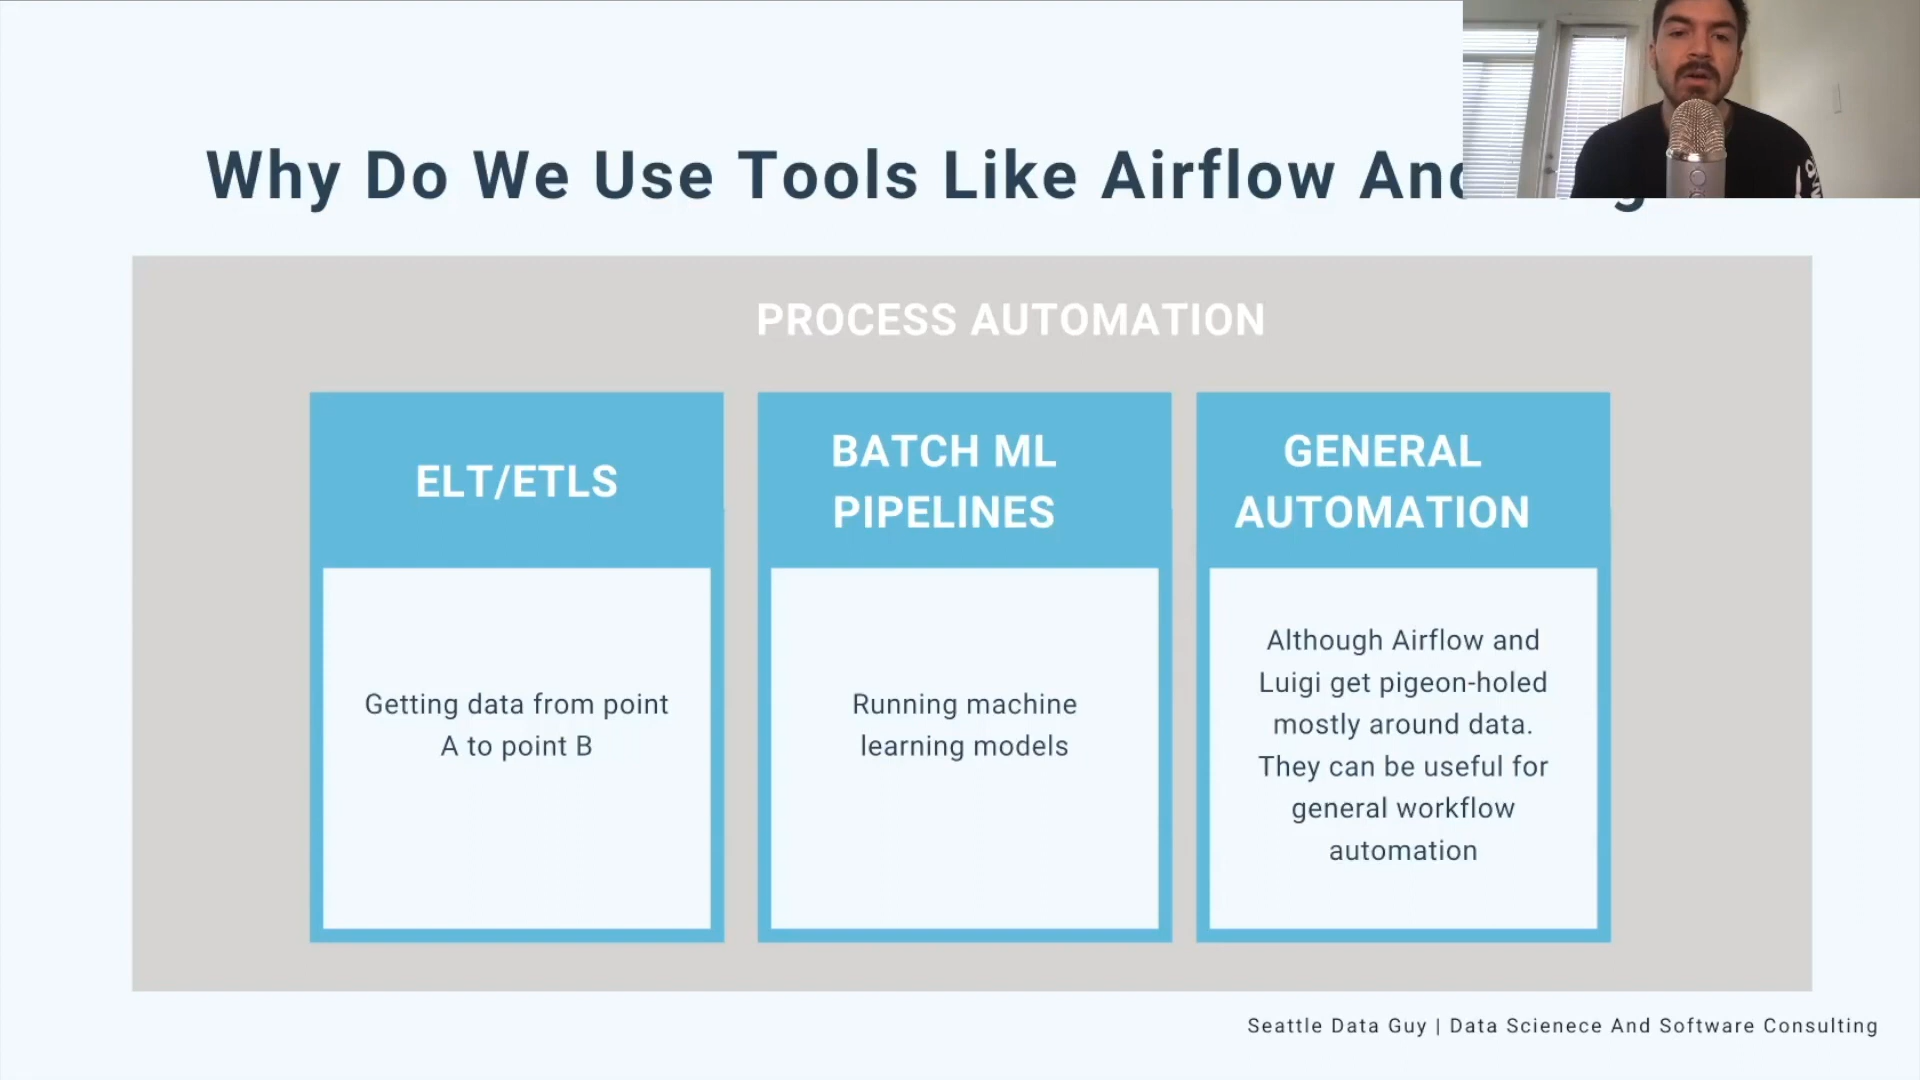 Why Do We Use Tools Like Airflow And
PROCESS AUTOMATION
ELT/ETLS
Getting data from point
A to point B
BATCH ML
PIPELINES
Running machine
learning models
GENERAL
AUTOMATION
Although Airflow and
Luigi get pigeon-holed
mostly around data.
They can be useful for
general workflow
automation
Seattle Data Guy | Data Scienece And Software Consulting